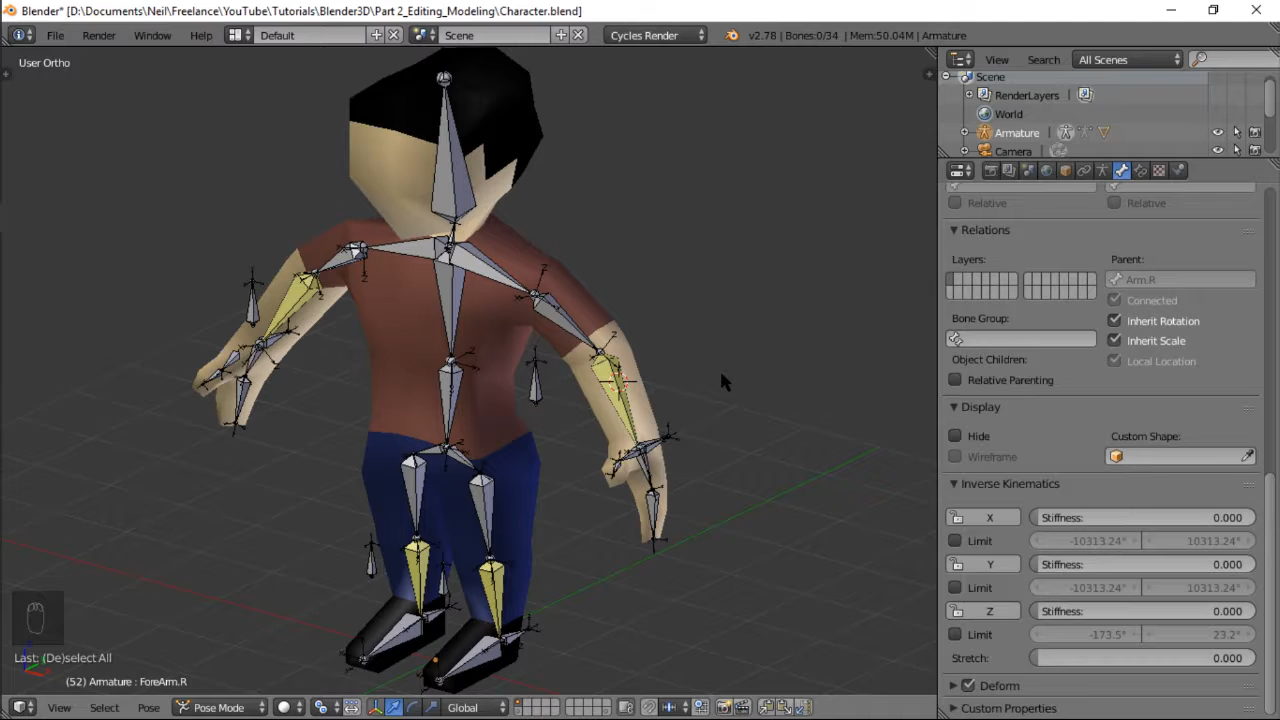 Blender* [D:\Documents\Neil\Freelance\YouTube\Tutorials\Blender3D\Part 2_Editing_Modeling\Character.blend]
File Render Window Help Default Scene Cycles Render v2.78 | Bones:0/34 | Mem:50.04M | Armature
User Ortho
View Search All Scenes
Scene
RenderLayers
World
Armature
Camera
Relative Relative
Relations
Layers: Parent:
Arm.R
Connected
Bone Group: Inherit Rotation
Inherit Scale
Object Children: Local Location
Relative Parenting
Display
Hide Custom Shape:
Wireframe
Inverse Kinematics
X Stiffness: 0.000
Limit -10313.24° 10313.24°
Y Stiffness: 0.000
Limit -10313.24° 10313.24°
Z Stiffness: 0.000
Limit -173.5° 23.2°
Stretch: 0.000
Deform
Custom Properties
Last: (De)select All
(52) Armature : ForeArm.R
View Select Pose Pose Mode Global